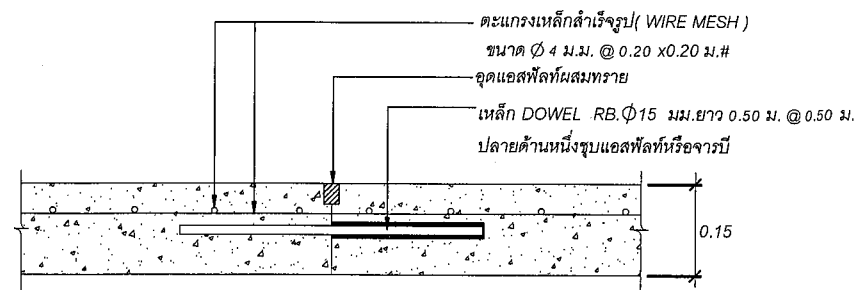 ตะแกรงเหล็กสำเร็จรูป( WIRE MESH )
ขนาด Ø 4 ม.ม. @ 0.20 x0.20 ม.#
อุดแอสฟัลท์ผสมทราย
เหล็ก DOWEL RB.Ø15 มม.ยาว 0.50 ม. @ 0.50 ม.
ปลายด้านหนึ่งชุบแอสฟัลท์หรือจารบี
0.15